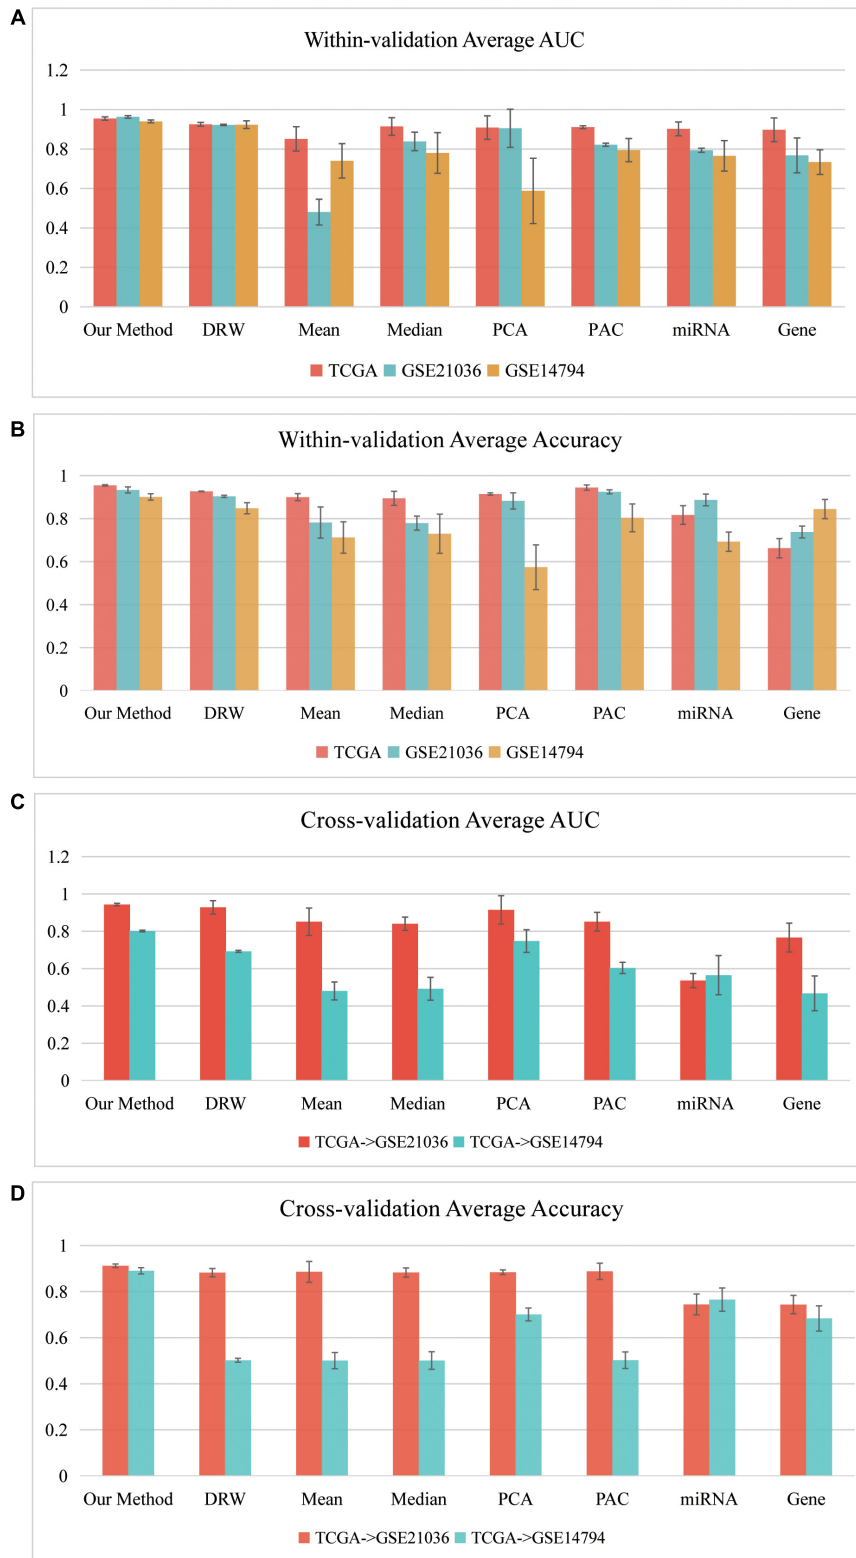 A
Within-validation Average AUC
1.2
1
0.8
0.6
0.4
0.2
0
Our Method DRW Mean Median PCA PAC miRNA Gene
TCGA GSE21036 GSE14794
B
Within-validation Average Accuracy
1
0.8
0.6
0.4
0.2
0
Our Method DRW Mean Median PCA PAC miRNA Gene
TCGA GSE21036 GSE14794
C
Cross-validation Average AUC
1.2
1
0.8
0.6
0.4
0.2
0
Our Method DRW Mean Median PCA PAC miRNA Gene
TCGA->GSE21036 TCGA->GSE14794
D
Cross-validation Average Accuracy
1
0.8
0.6
0.4
0.2
0
Our Method DRW Mean Median PCA PAC miRNA Gene
TCGA->GSE21036 TCGA->GSE14794